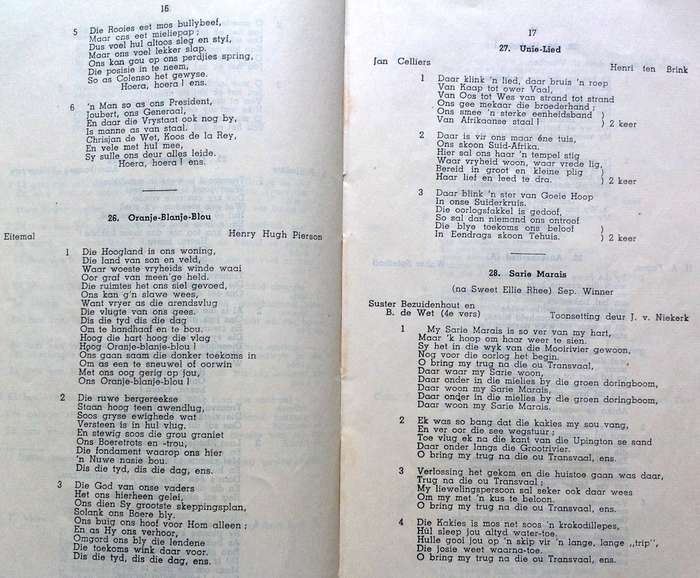 16
5 Die Rooies eet mos bullybeef,
Maar ons eet mieliepap;
Dus voel hul altoos sleg en styf,
Maar ons voel lekker slap.
Ons kan gou op ons perdjies spring,
Die posisie in te neem,
So as Colenso het gewyse.
Hoera, hoera! ens.
6 'n Man so as ons President,
Joubert, ons Generaal,
En daar die Vrystaat ook nog by,
Is manne as van staal.
Chrisjan de Wet, Koos de la Rey,
En vele met hul mee,
Sy sulle ons deur alles leide.
Hoera, hoera! ens.
26. Oranje-Blanje-Blou
Eitemal Henry Hugh Pierson
1 Die Hoogland is ons woning,
Die land van son en veld,
Waar woeste vryheids winde waai
Oor graf van meen'ge held.
Die ruimtes het ons siel gevoed,
Ons kan g'n slawe wees,
Want vryer as die arendsvlug
Die vlugte van ons gees.
Dis die tyd dis die dag
Om te handhaaf en te bou.
Hoog die hart hoog die vlag
Hoog Oranje-blanje-blou!
Ons gaan saam die donker toekoms in
Om as een te sneuwel of oorwin
Met ons oog gerig op jou,
Ons Oranje-blanje-blou!
2 Die ruwe bergereekse
Staan hoog teen awendlug,
Soos gryse ewighede wat
Versteen is in hul vlug.
En stewig soos die grou graniet
Ons Boeretrots en -trou,
Die fondament waarop ons hier
'n Nuwe nasie bou.
Dis die tyd, dis die dag, ens.
3 Die God van onse vaders
Het ons hierheen gelei,
Ons dien Sy grootste skeppingsplan,
Solank ons Boere bly.
Ons buig ons hoof voor Hom alleen;
En as Hy ons verhoor,
Omgord ons bly die lendene
Die toekoms wink daar voor.
Dis die tyd, dis die dag, ens.
17
27. Unie-Lied
Jan Celliers Henri ten Brink
1 Daar klink 'n lied, daar bruis 'n roep
Van Kaap tot ower Vaal,
Van Oos tot Wes van strand tot strand
Ons gee mekaar die broederhand;
Ons smee 'n sterke eenheidsband }
Van Afrikaanse staal! } 2 keer
2 Daar is vir ons maar éne tuis,
Ons skoon Suid-Afrika.
Hier sal ons haar 'n tempel stig
Waar vryheid woon, waar vrede lig,
Bereid in groot en kleine plig }
Haar lief en leed te dra. } 2 keer
3 Daar blink 'n ster van Goeie Hoop
In onse Suiderkruis.
Die oorlogsfakkel is gedoof,
So sal dan niemand ons ontroof
Die blye toekoms ons beloof }
In Eendrags skoon Tehuis. } 2 keer
28. Sarie Marais
(na Sweet Ellie Rhee) Sep. Winner
Suster Bezuidenhout en
B. de Wet (4e vers) Toonsetting deur J. v. Niekerk
1 My Sarie Marais is so ver van my hart,
Maar 'k hoop om haar weer te sien.
Sy het in die wyk van die Mooirivier gewoon,
Nog voor die oorlog het begin.
O bring my trug na die ou Transvaal,
Daar waar my Sarie woon,
Daar onder in die mielies by die groen doringboom,
Daar woon my Sarie Marais.
Daar onder in die mielies by die groen doringboom,
Daar woon my Sarie Marais.
2 Ek was so bang dat die kakies my sou vang,
En ver oor die see wegstuur;
Toe vlug ek na die kant van die Upington se sand
Daar onder langs die Grootrivier.
O bring my trug na die ou Transvaal, ens.
3 Verlossing het gekom en die huistoe gaan was daar,
Trug na die ou Transvaal;
My liewelingspersoon sal seker ook daar wees
Om my met 'n kus te beloon.
O bring my trug na die ou Transvaal, ens.
4 Die Kakies is mos net soos 'n krokodillepes,
Hul sleep jou altyd water-toe.
Hulle gooi jou op 'n skip vir 'n lange, lange „trip",
Die josie weet waarna-toe.
O bring my trug na die ou Transvaal, ens.